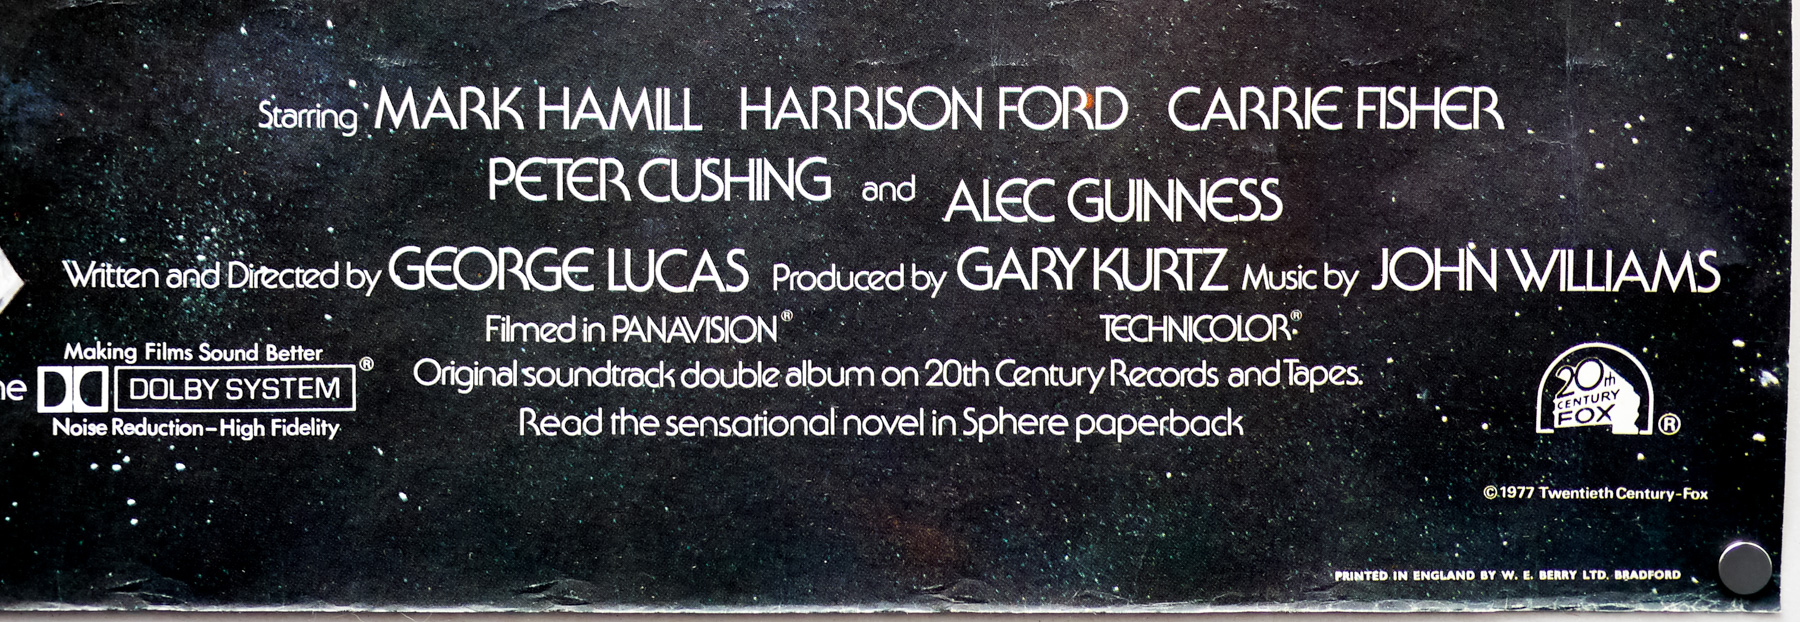 Starring MARK HAMILL HARRISON FORD CARRIE FISHER
PETER CUSHING and ALEC GUINNESS
Written and Directed by GEORGE LUCAS Produced by GARY KURTZ Music by JOHN WILLIAMS
Filmed in PANAVISION® TECHNICOLOR®
Making Films Sound Better
DOLBY SYSTEM®
Noise Reduction-High Fidelity
Original soundtrack double album on 20th Century Records and Tapes.
Read the sensational novel in Sphere paperback
20th
CENTURY
FOX ®
©1977 Twentieth Century-Fox
PRINTED IN ENGLAND BY W. E. BERRY LTD. BRADFORD